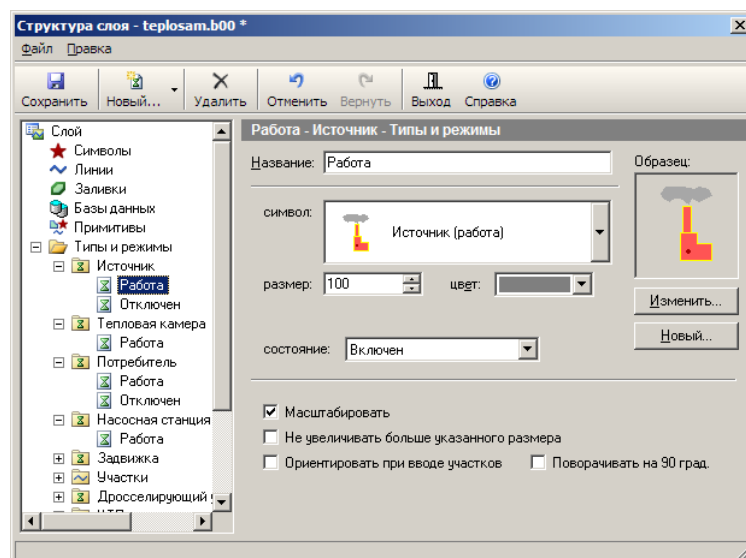 Структура слоя - teplosam.b00 *
Файл Правка
Сохранить Новый... Удалить Отменить Вернуть Выход Справка
Слой
Символы
Линии
Заливки
Базы данных
Примитивы
Типы и режимы
Источник
Работа
Отключен
Тепловая камера
Работа
Потребитель
Работа
Отключен
Насосная станция
Работа
Задвижка
Участки
Дросселирующий
Работа - Источник - Типы и режимы
Название: Работа
Образец:
символ: Источник (работа)
размер: 100 цвет:
Изменить...
Новый...
состояние: Включен
Масштабировать
Не увеличивать больше указанного размера
Ориентировать при вводе участков Поворачивать на 90 град.